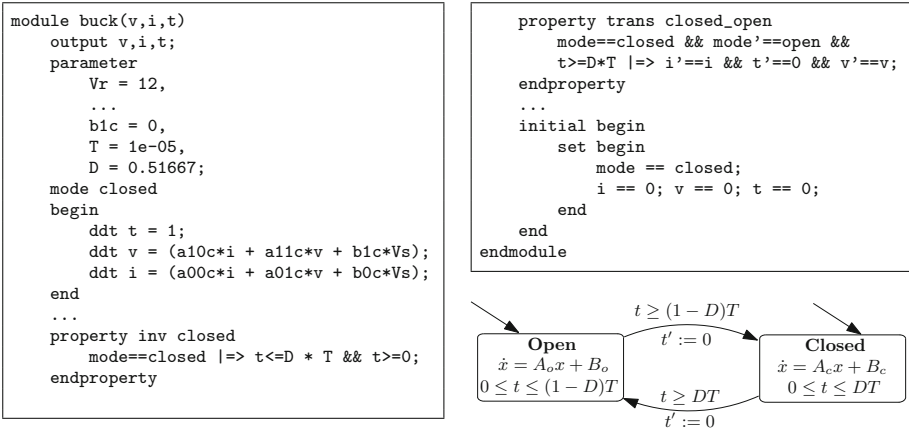 module buck(v,i,t)
output v,i,t;
parameter
Vr = 12,
...
b1c = 0,
T = 1e-05,
D = 0.51667;
mode closed
begin
ddt t = 1;
ddt v = (a10c*i + a11c*v + b1c*Vs);
ddt i = (a00c*i + a01c*v + b0c*Vs);
end
...
property inv closed
mode==closed |=> t<=D * T && t>=0;
endproperty
property trans closed_open
mode==closed && mode’==open &&
t>=D*T |=> i’==i && t’==0 && v’==v;
endproperty
...
initial begin
set begin
mode == closed;
i == 0; v == 0; t == 0;
end
end
endmodule
t ≥ (1 − D)T
t′ := 0
Open
ẋ = Aₒx + Bₒ
0 ≤ t ≤ (1 − D)T
Closed
ẋ = A_c x + B_c
0 ≤ t ≤ DT
t ≥ DT
t′ := 0